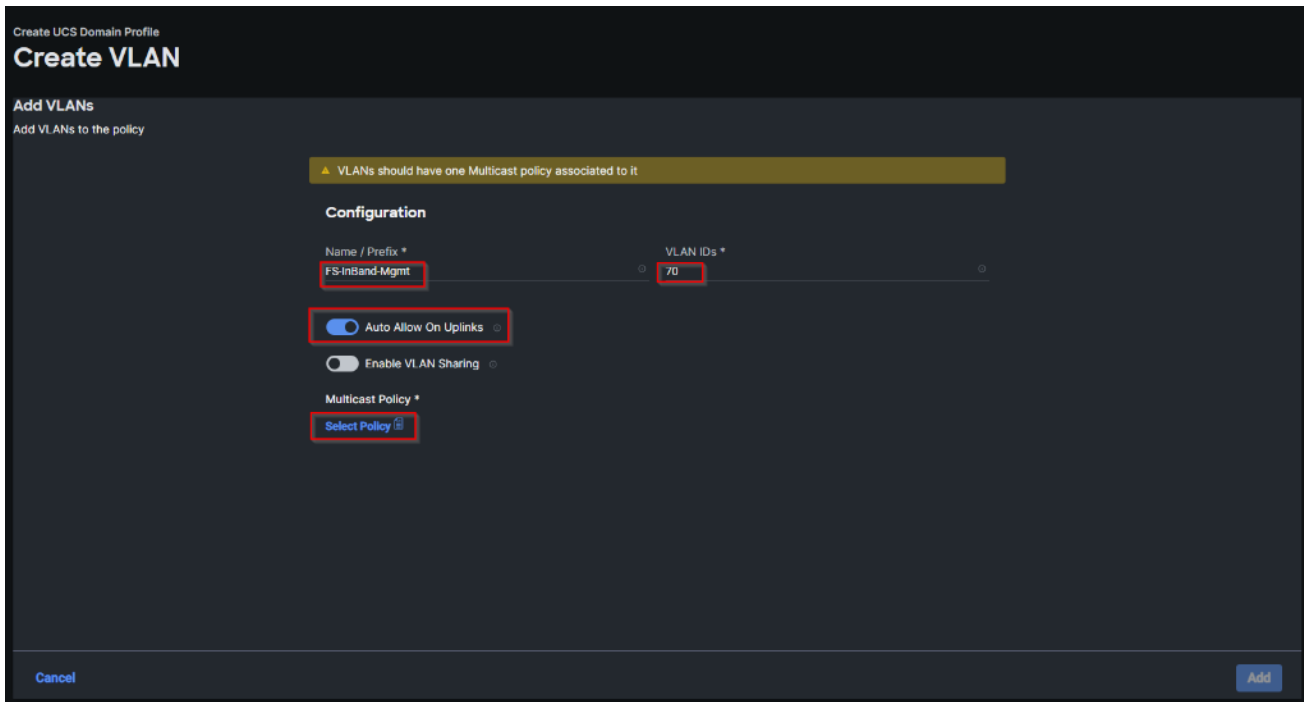 Create UCS Domain Profile
Create VLAN
Add VLANs
Add VLANs to the policy
VLANs should have one Multicast policy associated to it
Configuration
Name / Prefix * VLAN IDs *
FS-InBand-Mgmt 70
Auto Allow On Uplinks
Enable VLAN Sharing
Multicast Policy *
Select Policy
Cancel Add